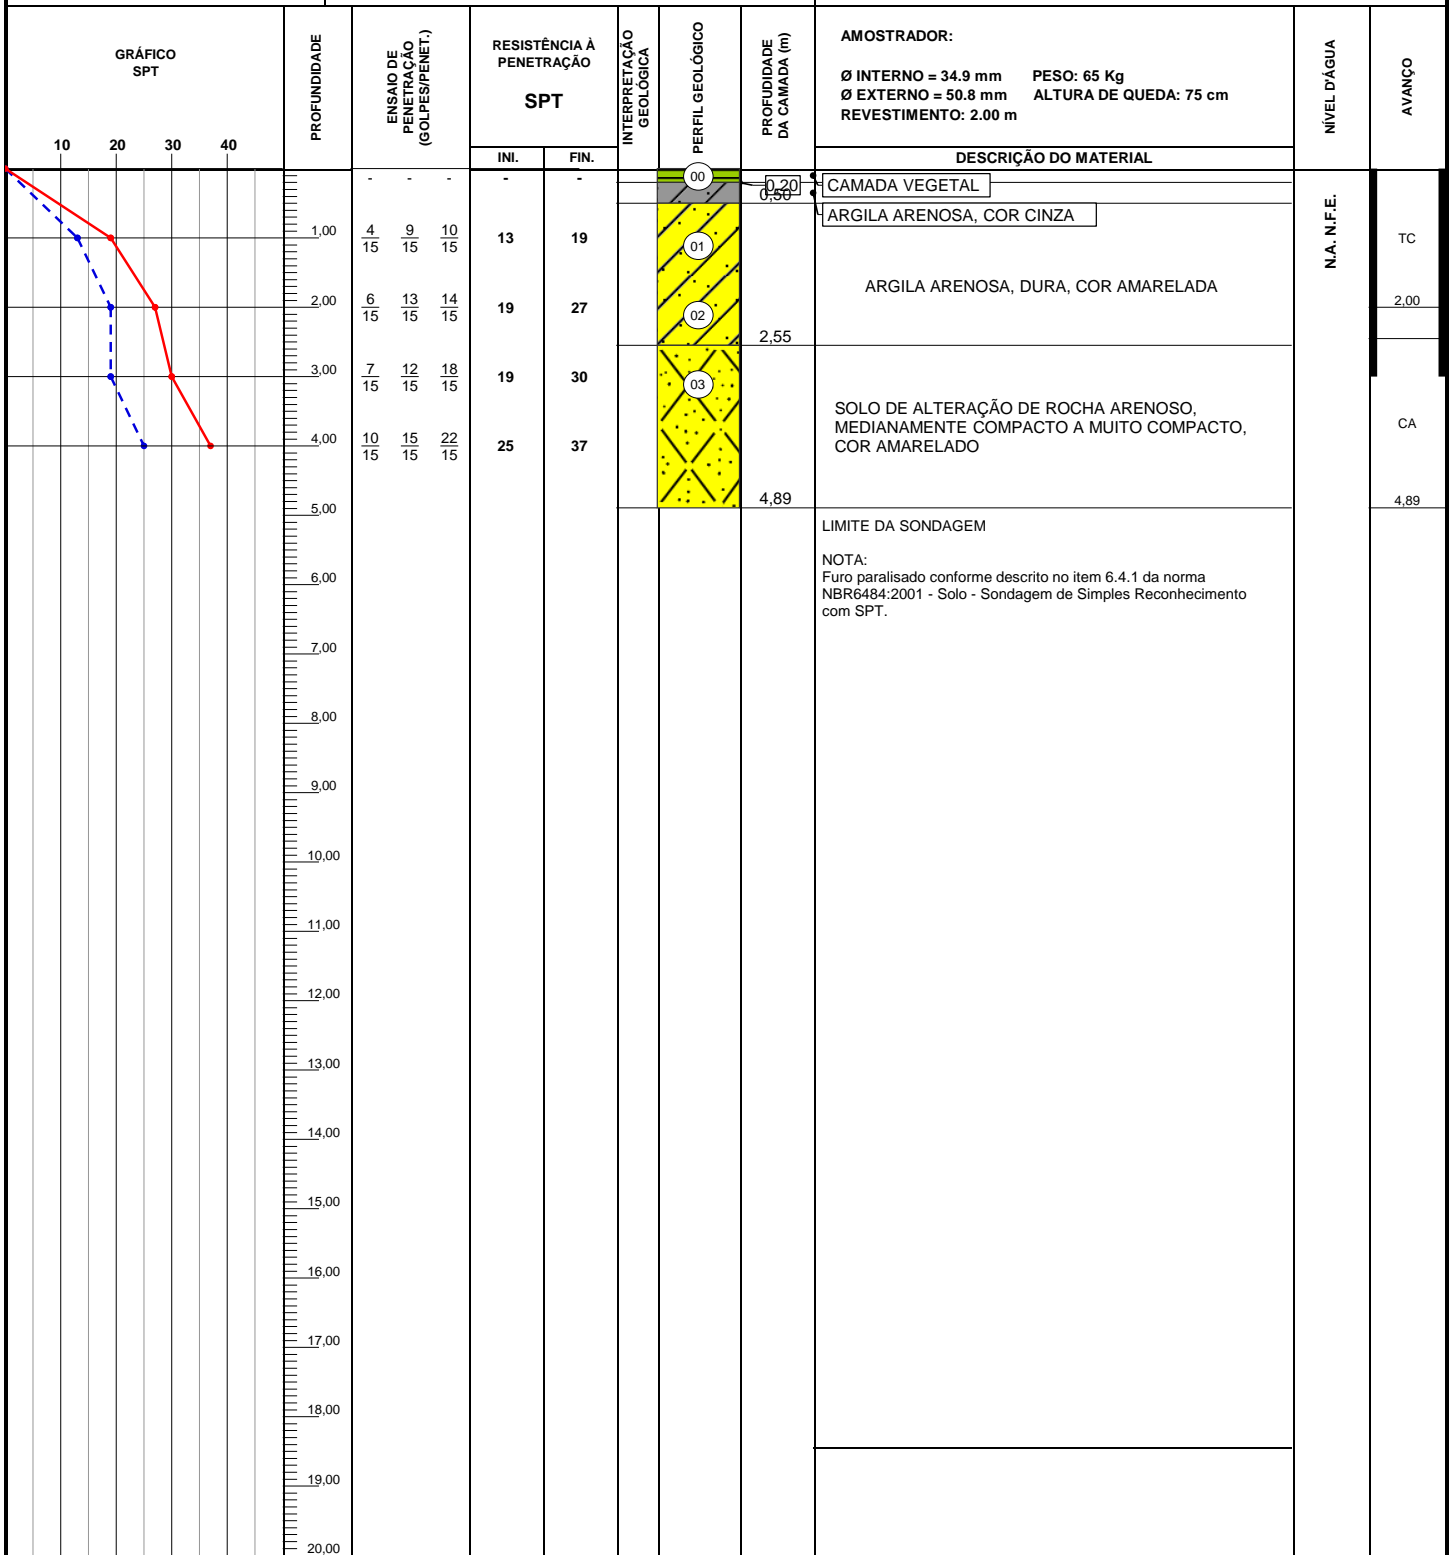 GRÁFICO
SPT
10 20 30 40
PROFUNDIDADE
ENSAIO DE
PENETRAÇÃO
(GOLPES/PENET.)
RESISTÊNCIA À
PENETRAÇÃO
SPT
INI. FIN.
INTERPRETAÇÃO
GEOLÓGICA
PERFIL GEOLÓGICO
PROFUDIDADE
DA CAMADA (m)
AMOSTRADOR:
Ø INTERNO = 34.9 mm PESO: 65 Kg
Ø EXTERNO = 50.8 mm ALTURA DE QUEDA: 75 cm
REVESTIMENTO: 2.00 m
DESCRIÇÃO DO MATERIAL
NÍVEL D'ÁGUA
AVANÇO
- - - - - 00 0,20 CAMADA VEGETAL
0,50
ARGILA ARENOSA, COR CINZA
N.A. N.F.E.
1,00 4/15 9/15 10/15 13 19 01 TC
ARGILA ARENOSA, DURA, COR AMARELADA
2,00 6/15 13/15 14/15 19 27 02 2,00
2,55
3,00 7/15 12/15 18/15 19 30 03
SOLO DE ALTERAÇÃO DE ROCHA ARENOSO,
MEDIANAMENTE COMPACTO A MUITO COMPACTO,
COR AMARELADO
CA
4,00 10/15 15/15 22/15 25 37
4,89 4,89
5,00
LIMITE DA SONDAGEM
NOTA:
Furo paralisado conforme descrito no item 6.4.1 da norma
NBR6484:2001 - Solo - Sondagem de Simples Reconhecimento
com SPT.
6,00
7,00
8,00
9,00
10,00
11,00
12,00
13,00
14,00
15,00
16,00
17,00
18,00
19,00
20,00